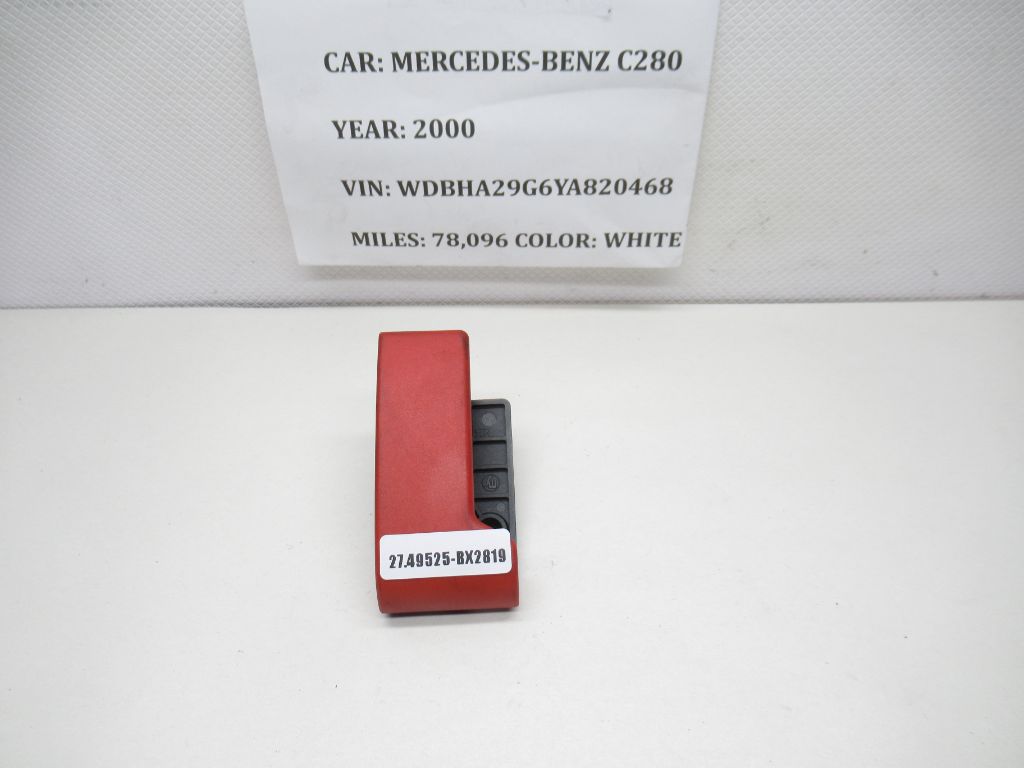 CAR: MERCEDES-BENZ C280
YEAR: 2000
VIN: WDBHA29G6YA820468
MILES: 78,096 COLOR: WHITE
27.49525-BX2819